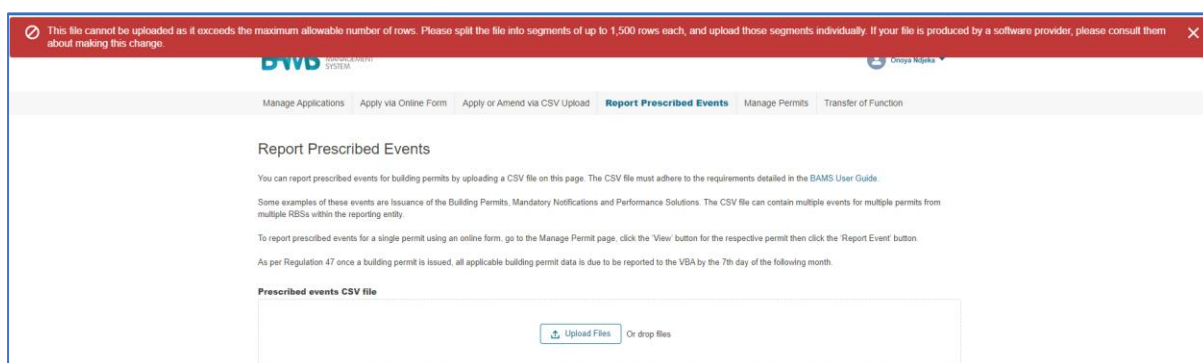 This file cannot be uploaded as it exceeds the maximum allowable number of rows. Please split the file into segments of up to 1,500 rows each, and upload those segments individually. If your file is produced by a software provider, please consult them
about making this change.
BAMS
MANAGEMENT
SYSTEM
Onoya Ndjeka
Manage Applications Apply via Online Form Apply or Amend via CSV Upload Report Prescribed Events Manage Permits Transfer of Function
Report Prescribed Events
You can report prescribed events for building permits by uploading a CSV file on this page. The CSV file must adhere to the requirements detailed in the BAMS User Guide.
Some examples of these events are Issuance of the Building Permits, Mandatory Notifications and Performance Solutions. The CSV file can contain multiple events for multiple permits from
multiple RBSs within the reporting entity.
To report prescribed events for a single permit using an online form, go to the Manage Permit page, click the 'View' button for the respective permit then click the 'Report Event' button.
As per Regulation 47 once a building permit is issued, all applicable building permit data is due to be reported to the VBA by the 7th day of the following month.
Prescribed events CSV file
Upload Files Or drop files